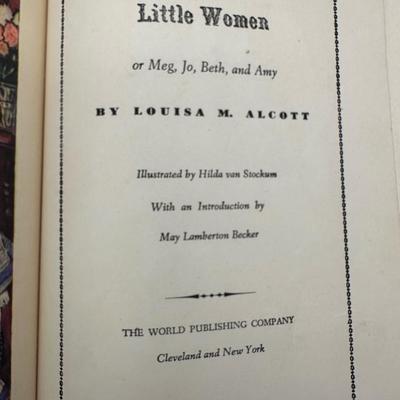 Little Women
or Meg, Jo, Beth, and Amy
BY LOUISA M. ALCOTT
Illustrated by Hilda van Stockum
With an Introduction by
May Lamberton Becker
THE WORLD PUBLISHING COMPANY
Cleveland and New York